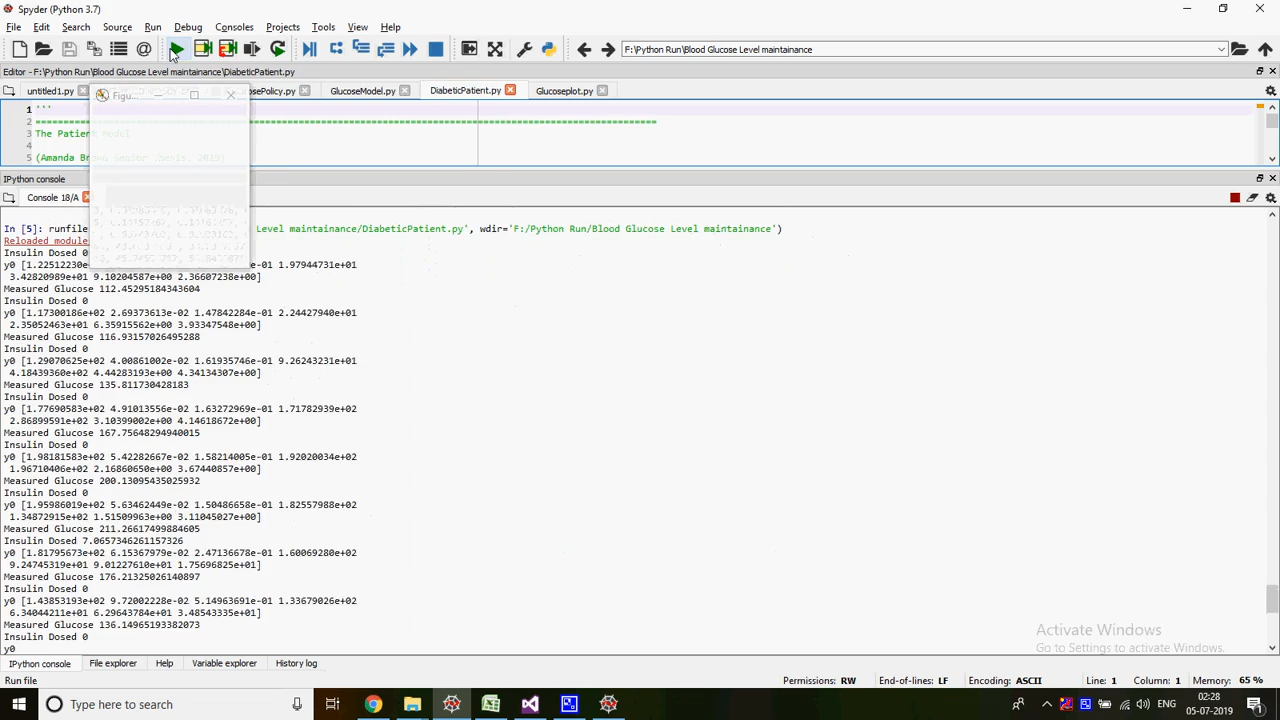 Spyder (Python 3.7)
File Edit Search Source Run Debug Consoles Projects Tools View Help
F:\Python Run\Blood Glucose Level maintainance
Editor - F:\Python Run\Blood Glucose Level maintainance\DiabeticPatient.py
untitled1.py Figu... osePolicy.py GlucoseModel.py DiabeticPatient.py Glucoseplot.py
1 '''
2 ==================================================================================================
3 The Patient Model
4
5 (Amanda Brown Senior Thesis, 2019)
IPython console
Console 18/A
In [5]: runfile Level maintainance/DiabeticPatient.py', wdir='F:/Python Run/Blood Glucose Level maintainance')
Reloaded module
Insulin Dosed 0
y0 [1.22512230e e-01 1.97944731e+01
3.42820989e+01 9.10204587e+00 2.36607238e+00]
Measured Glucose 112.45295184343604
Insulin Dosed 0
y0 [1.17300186e+02 2.69373613e-02 1.47842284e-01 2.24427940e+01
2.35052463e+01 6.35915562e+00 3.93347548e+00]
Measured Glucose 116.93157026495288
Insulin Dosed 0
y0 [1.29070625e+02 4.00861002e-02 1.61935746e-01 9.26243231e+01
4.18439360e+02 4.44283193e+00 4.34134307e+00]
Measured Glucose 135.811730428183
Insulin Dosed 0
y0 [1.77690583e+02 4.91013556e-02 1.63272969e-01 1.71782939e+02
2.86899591e+02 3.10399002e+00 4.14618672e+00]
Measured Glucose 167.75648294940015
Insulin Dosed 0
y0 [1.98181583e+02 5.42282667e-02 1.58214005e-01 1.92020034e+02
1.96710406e+02 2.16860650e+00 3.67440857e+00]
Measured Glucose 200.13095435025932
Insulin Dosed 0
y0 [1.95986019e+02 5.63462449e-02 1.50486658e-01 1.82557988e+02
1.34872915e+02 1.51509963e+00 3.11045027e+00]
Measured Glucose 211.26617499884605
Insulin Dosed 7.0657346261157326
y0 [1.81795673e+02 6.15367979e-02 2.47136678e-01 1.60069280e+02
9.24745319e+01 9.01227610e+01 1.75696825e+01]
Measured Glucose 176.21325026140897
Insulin Dosed 0
y0 [1.43853193e+02 9.72002228e-02 5.14963691e-01 1.33679026e+02
6.34044211e+01 6.29643784e+01 3.48543335e+01]
Measured Glucose 136.14965193382073
Insulin Dosed 0
y0
Activate Windows
Go to Settings to activate Windows.
IPython console File explorer Help Variable explorer History log
Run file Permissions: RW End-of-lines: LF Encoding: ASCII Line: 1 Column: 1 Memory: 65 %
Type here to search
ENG
02:28
05-07-2019